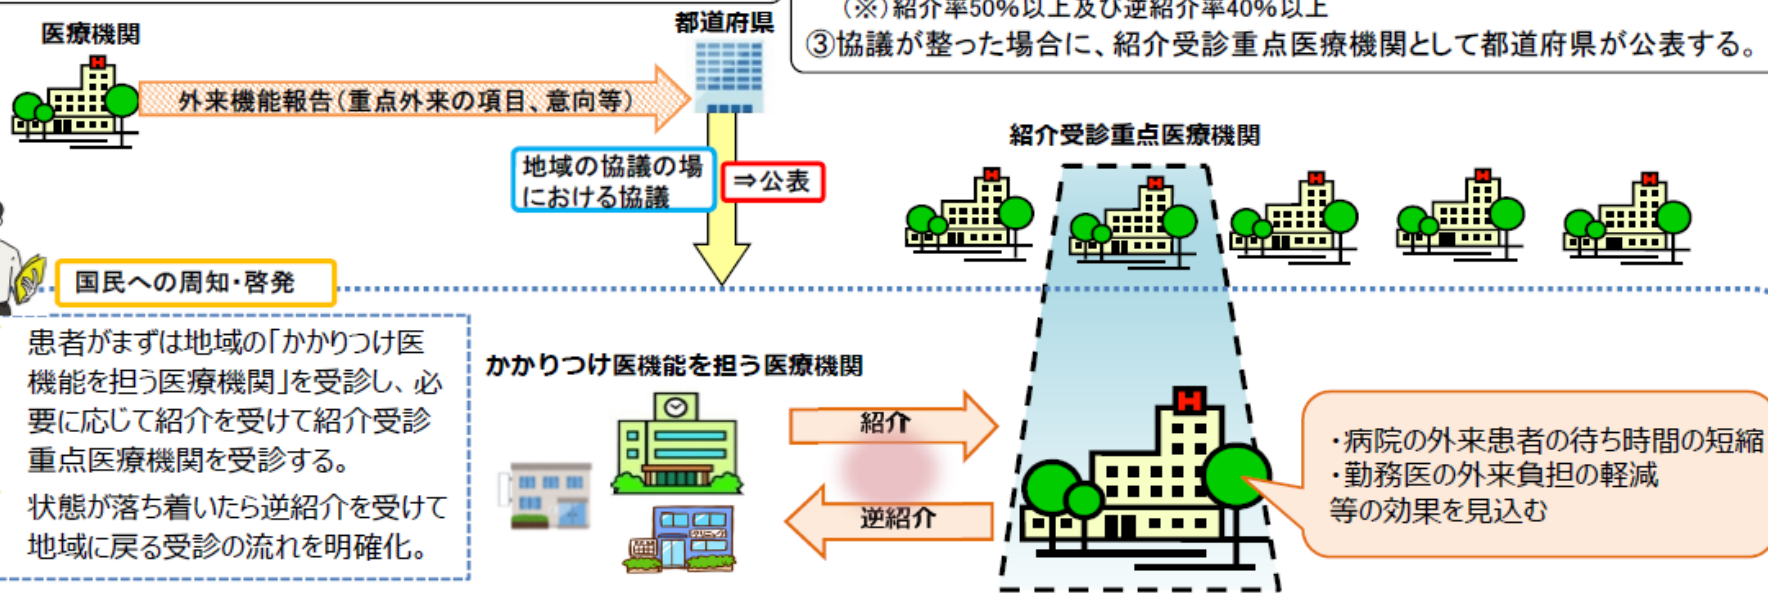 (※)紹介率50%以上及び逆紹介率40%以上
③協議が整った場合に、紹介受診重点医療機関として都道府県が公表する。
医療機関
都道府県
外来機能報告(重点外来の項目、意向等)
地域の協議の場
における協議
⇒公表
紹介受診重点医療機関
国民への周知・啓発
患者がまずは地域の「かかりつけ医
機能を担う医療機関」を受診し、必
要に応じて紹介を受けて紹介受診
重点医療機関を受診する。
状態が落ち着いたら逆紹介を受けて
地域に戻る受診の流れを明確化。
かかりつけ医機能を担う医療機関
クリニック
紹介
逆紹介
・病院の外来患者の待ち時間の短縮
・勤務医の外来負担の軽減
等の効果を見込む